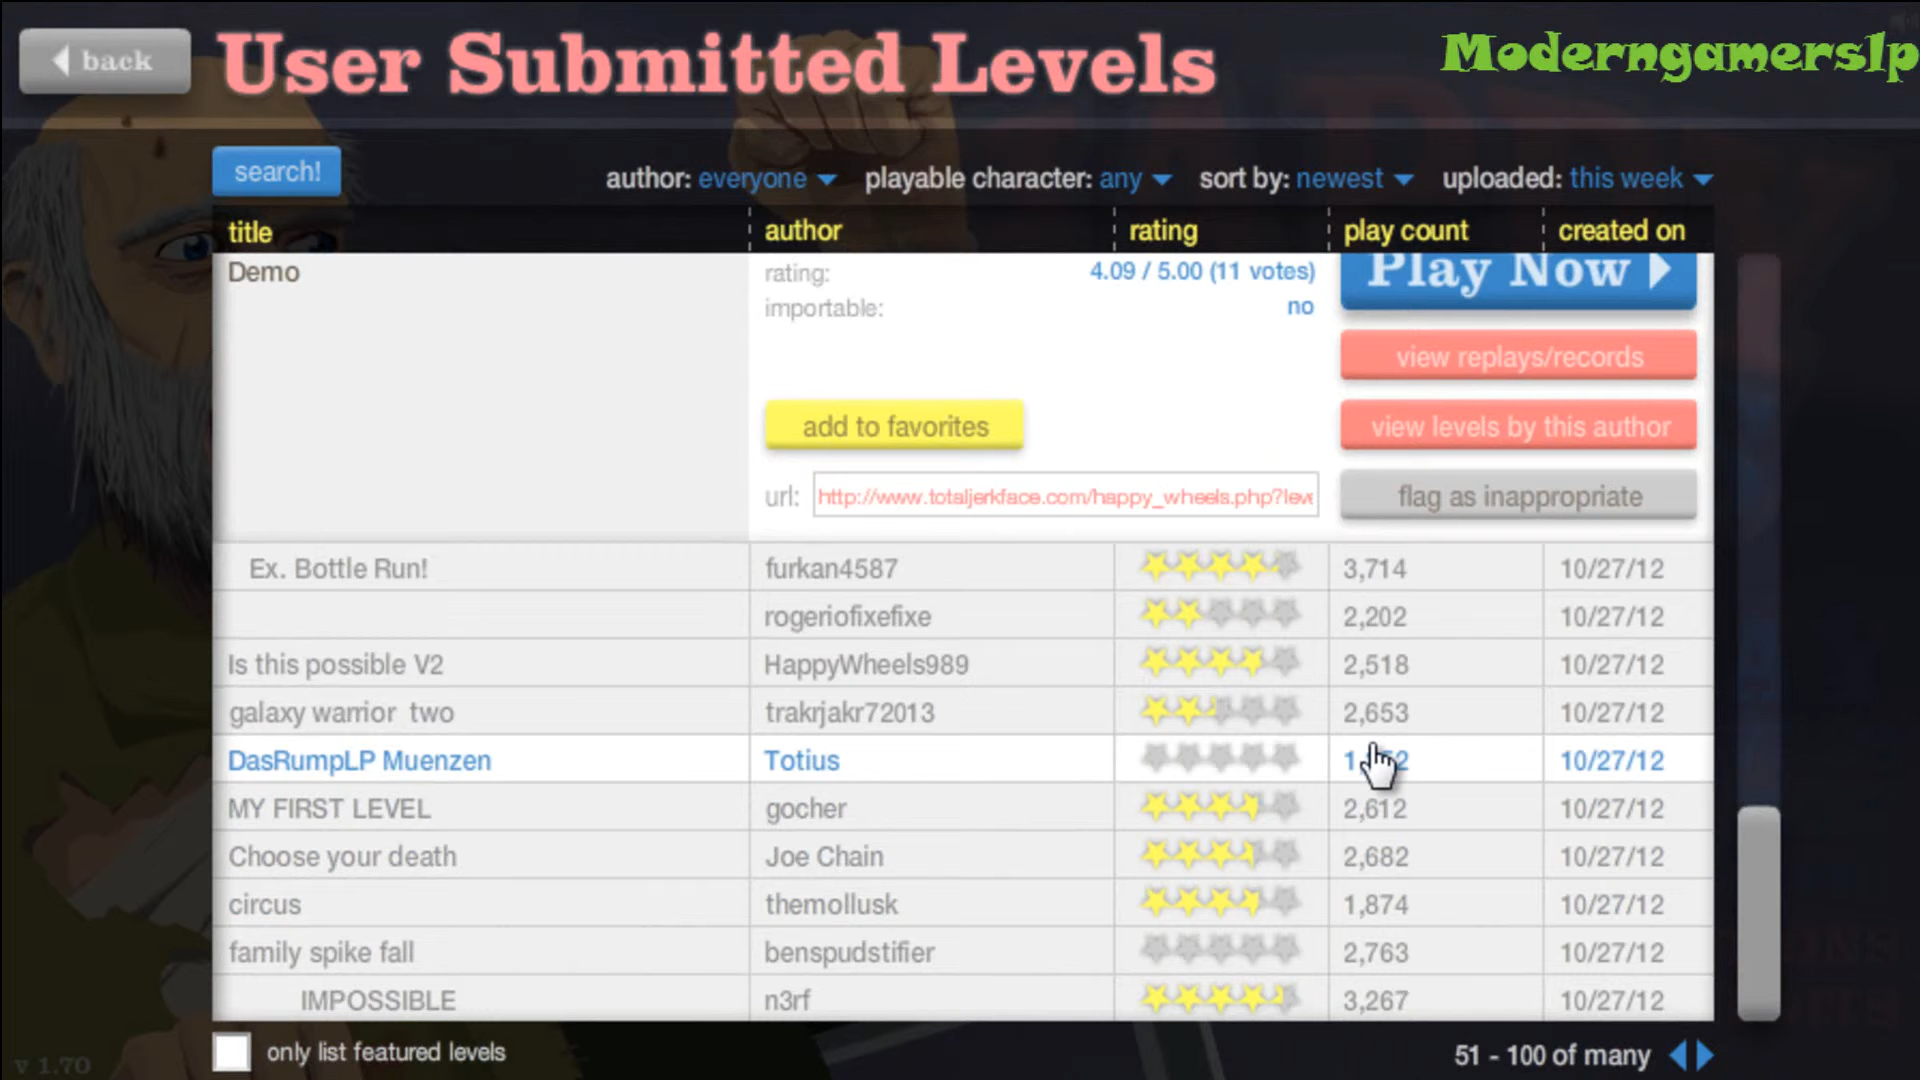 back
User Submitted Levels
Moderngamerslp
search!
author: everyone playable character: any sort by: newest uploaded: this week
title author rating play count created on
Demo
rating: 4.09 / 5.00 (11 votes)
importable: no
Play Now
view replays/records
add to favorites
view levels by this author
url: http://www.totaljerkface.com/happy_wheels.php?lev
flag as inappropriate
Ex. Bottle Run! furkan4587 3,714 10/27/12
rogeriofixefixe 2,202 10/27/12
Is this possible V2 HappyWheels989 2,518 10/27/12
galaxy warrior two trakrjakr72013 2,653 10/27/12
DasRumpLP Muenzen Totius 10/27/12
MY FIRST LEVEL gocher 2,612 10/27/12
Choose your death Joe Chain 2,682 10/27/12
circus themollusk 1,874 10/27/12
family spike fall benspudstifier 2,763 10/27/12
IMPOSSIBLE n3rf 3,267 10/27/12
only list featured levels
51 - 100 of many
v 1.70